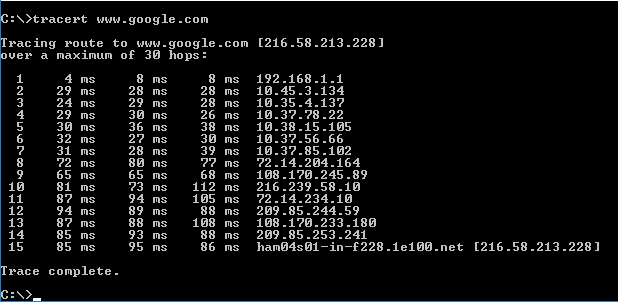 C:\>tracert www.google.com
Tracing route to www.google.com [216.58.213.228]
over a maximum of 30 hops:
1 4 ms 8 ms 8 ms 192.168.1.1
2 29 ms 28 ms 28 ms 10.45.3.134
3 24 ms 29 ms 28 ms 10.35.4.137
4 29 ms 30 ms 26 ms 10.37.78.22
5 30 ms 36 ms 38 ms 10.38.15.105
6 32 ms 27 ms 30 ms 10.37.56.66
7 31 ms 28 ms 39 ms 10.37.85.102
8 72 ms 80 ms 77 ms 72.14.204.164
9 65 ms 65 ms 68 ms 108.170.245.89
10 81 ms 73 ms 112 ms 216.239.58.10
11 87 ms 94 ms 105 ms 72.14.234.10
12 94 ms 89 ms 88 ms 209.85.244.59
13 87 ms 88 ms 108 ms 108.170.233.180
14 85 ms 93 ms 88 ms 209.85.253.241
15 85 ms 95 ms 86 ms ham04s01-in-f228.1e100.net [216.58.213.228]
Trace complete.
C:\>_